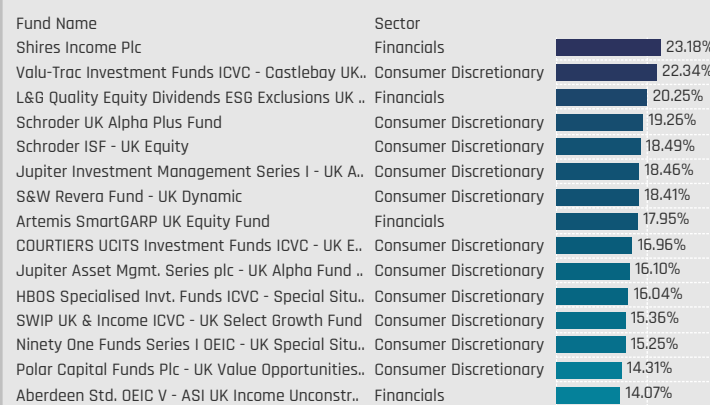 Fund Name Sector
Shires Income Plc Financials 23.18%
Valu-Trac Investment Funds ICVC - Castlebay UK.. Consumer Discretionary 22.34%
L&G Quality Equity Dividends ESG Exclusions UK .. Financials 20.25%
Schroder UK Alpha Plus Fund Consumer Discretionary 19.26%
Schroder ISF - UK Equity Consumer Discretionary 18.49%
Jupiter Investment Management Series I - UK A.. Consumer Discretionary 18.46%
S&W Revera Fund - UK Dynamic Consumer Discretionary 18.41%
Artemis SmartGARP UK Equity Fund Financials 17.95%
COURTIERS UCITS Investment Funds ICVC - UK E.. Consumer Discretionary 16.96%
Jupiter Asset Mgmt. Series plc - UK Alpha Fund .. Consumer Discretionary 16.10%
HBOS Specialised Invt. Funds ICVC - Special Situ.. Consumer Discretionary 16.04%
SWIP UK & Income ICVC - UK Select Growth Fund Consumer Discretionary 15.36%
Ninety One Funds Series I OEIC - UK Special Situ.. Consumer Discretionary 15.25%
Polar Capital Funds Plc - UK Value Opportunities.. Consumer Discretionary 14.31%
Aberdeen Std. OEIC V - ASI UK Income Unconstr.. Financials 14.07%